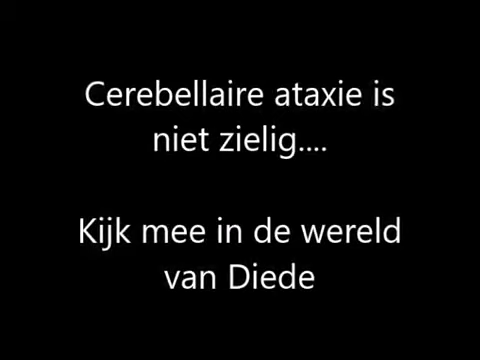 Cerebellaire ataxie is
niet zielig....
Kijk mee in de wereld
van Diede